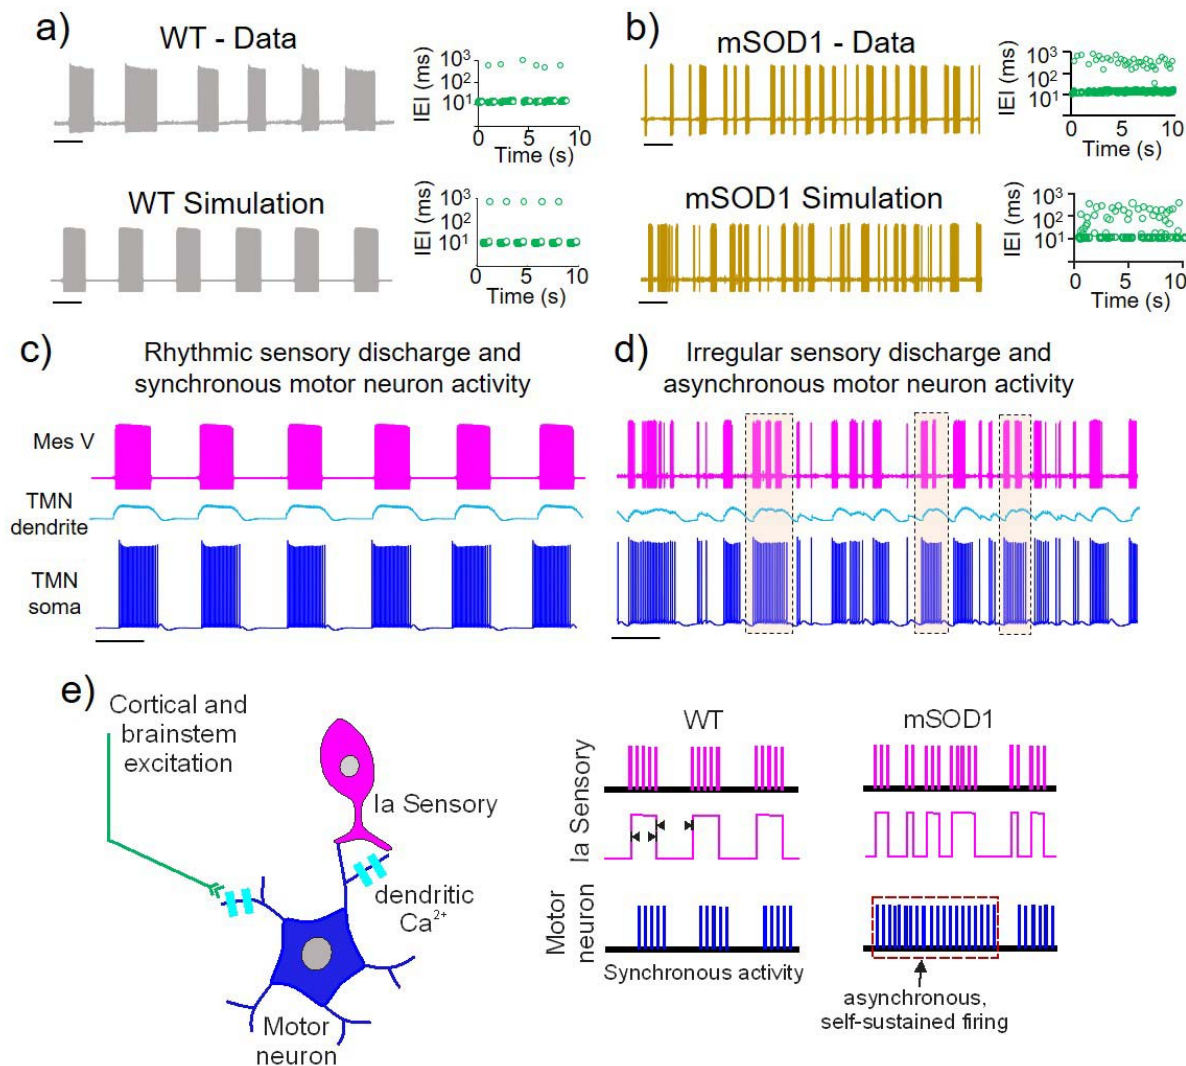 a)
WT - Data
IEI (ms)
10³
10²
10¹
0 5 10
Time (s)
WT Simulation
IEI (ms)
10³
10²
10¹
0 5 10
Time (s)
b)
mSOD1 - Data
IEI (ms)
10³
10²
10¹
0 5 10
Time (s)
mSOD1 Simulation
IEI (ms)
10³
10²
10¹
0 5 10
Time (s)
c)
Rhythmic sensory discharge and
synchronous motor neuron activity
Mes V
TMN
dendrite
TMN
soma
d)
Irregular sensory discharge and
asynchronous motor neuron activity
e)
Cortical and
brainstem
excitation
Ia Sensory
dendritic
Ca²⁺
Motor
neuron
WT
mSOD1
Ia Sensory
Motor
neuron
Synchronous activity
asynchronous,
self-sustained firing